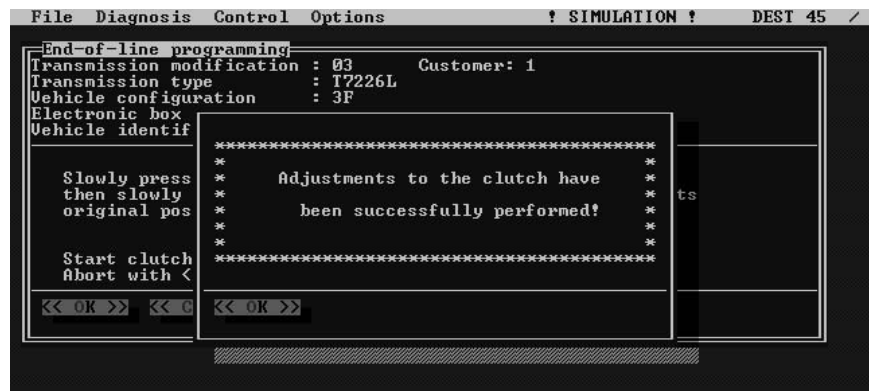 File Diagnosis Control Options ! SIMULATION ! DEST 45 /
End-of-line programming
Transmission modification : 03 Customer: 1
Transmission type : T7226L
Vehicle configuration : 3F
Electronic box
Vehicle identif
****************************************
* *
* Adjustments to the clutch have *
* *
* been successfully performed! *
* *
* *
****************************************
<< OK >>
Slowly press
then slowly ts
original pos
Start clutch
Abort with <
<< OK >> << C